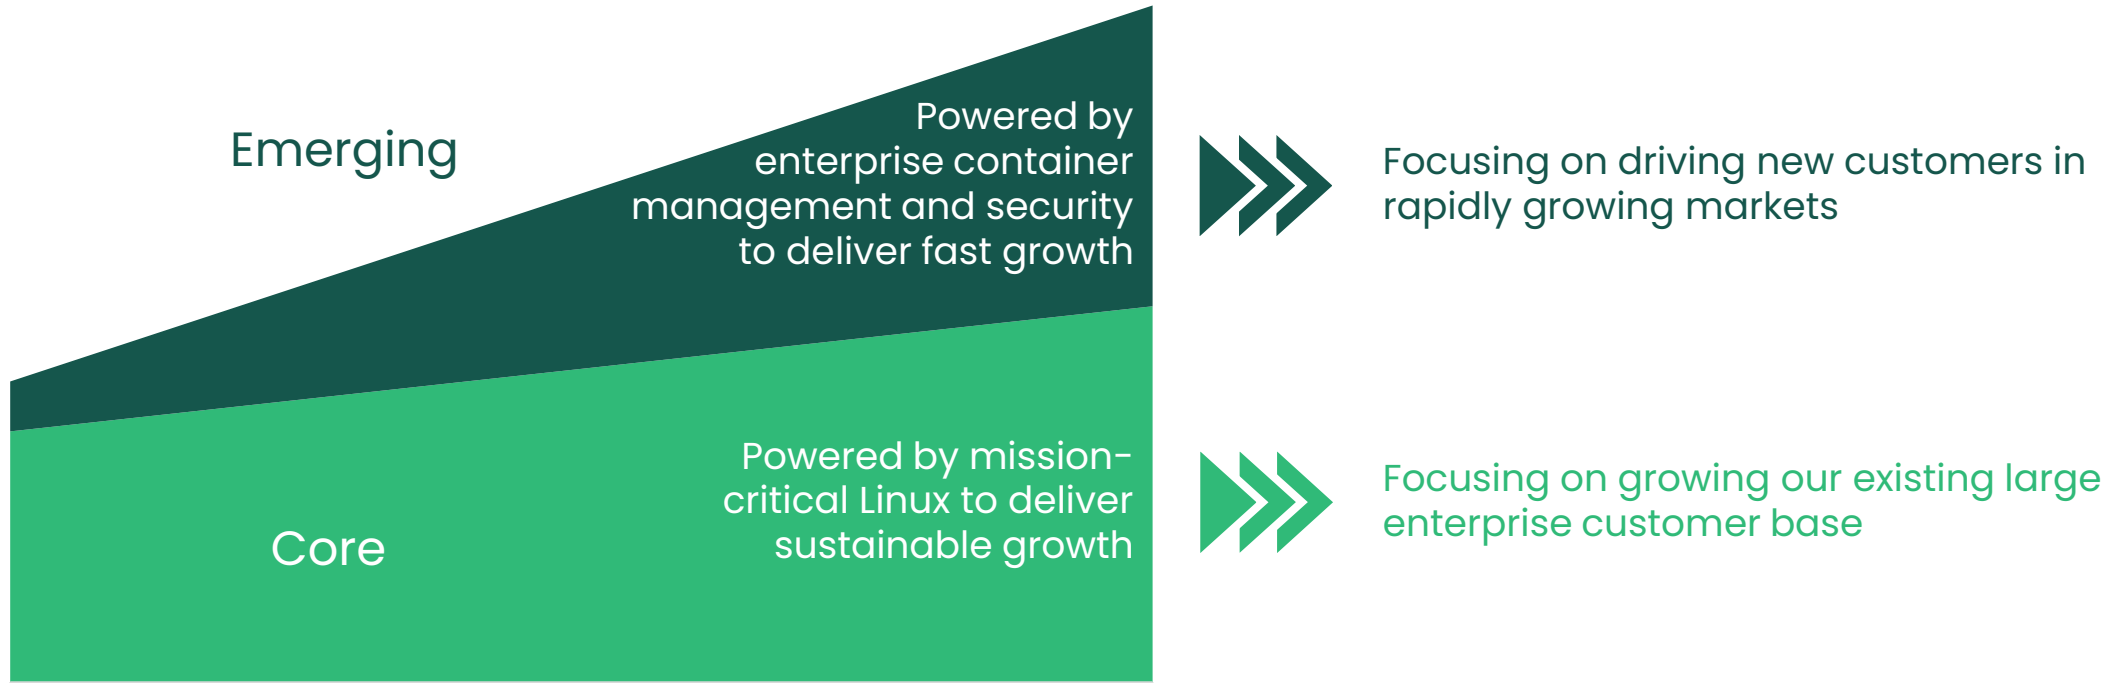 Emerging
Powered by
enterprise container
management and security
to deliver fast growth
Focusing on driving new customers in
rapidly growing markets
Core
Powered by mission-
critical Linux to deliver
sustainable growth
Focusing on growing our existing large
enterprise customer base